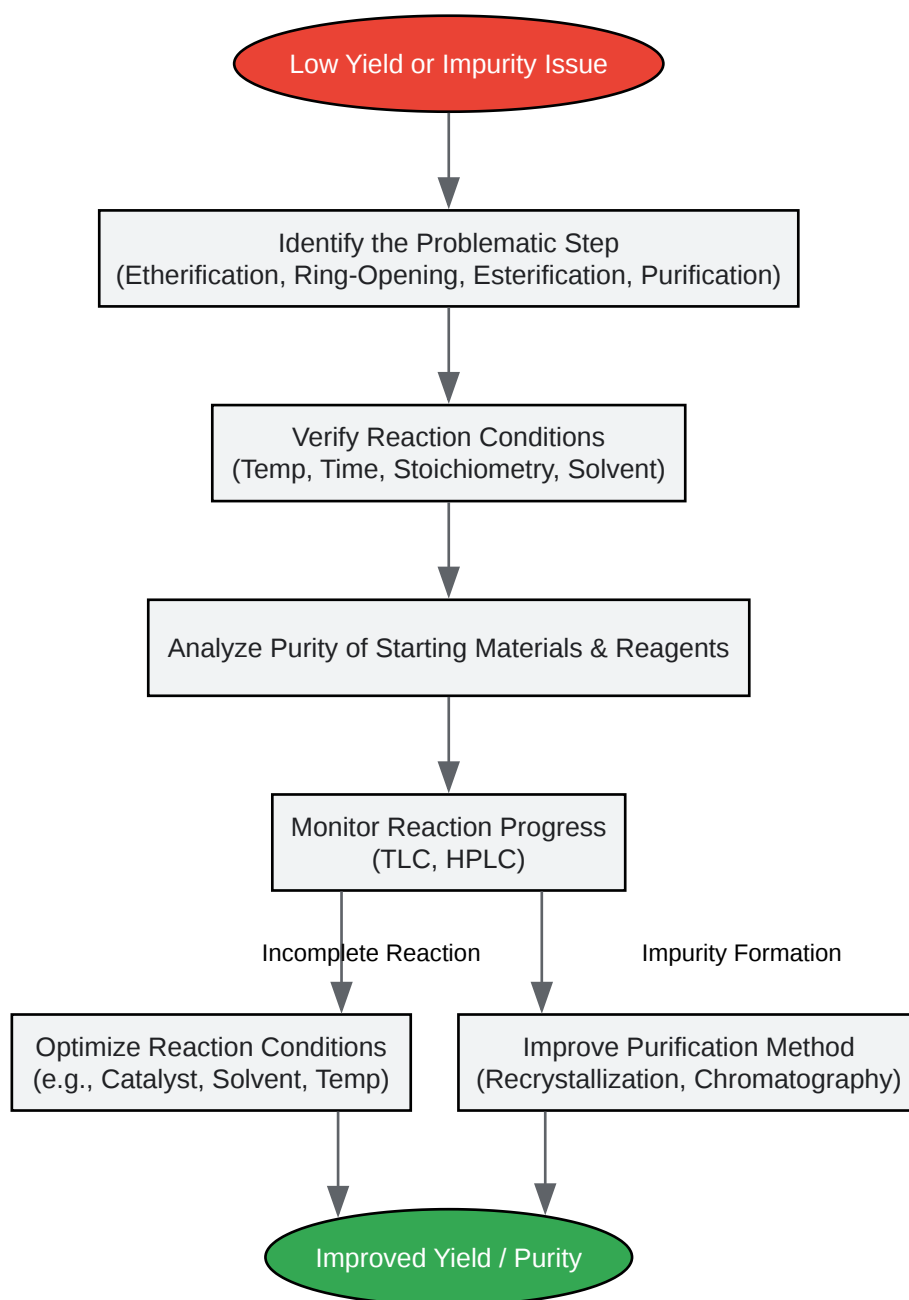 Low Yield or Impurity Issue
Identify the Problematic Step
(Etherification, Ring-Opening, Esterification, Purification)
Verify Reaction Conditions
(Temp, Time, Stoichiometry, Solvent)
Analyze Purity of Starting Materials & Reagents
Monitor Reaction Progress
(TLC, HPLC)
Incomplete Reaction
Impurity Formation
Optimize Reaction Conditions
(e.g., Catalyst, Solvent, Temp)
Improve Purification Method
(Recrystallization, Chromatography)
Improved Yield / Purity